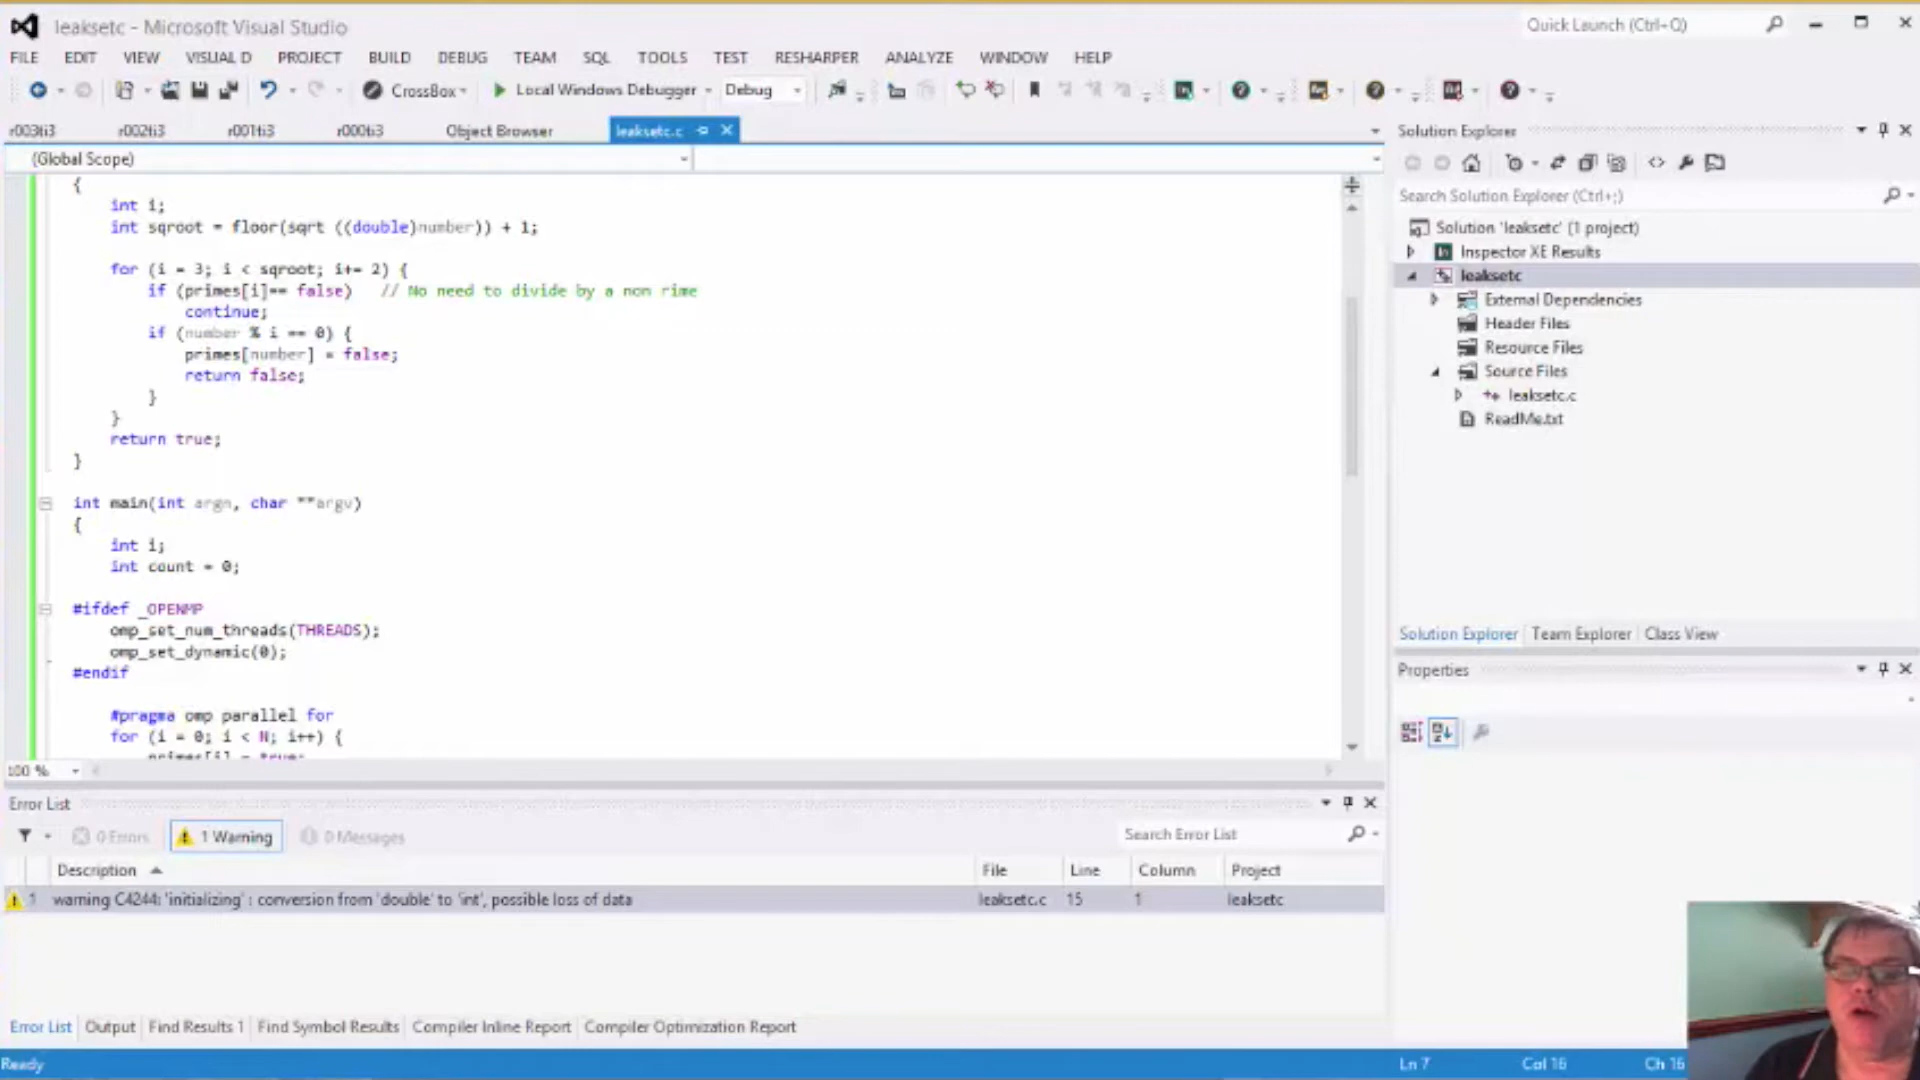 leaksetc - Microsoft Visual Studio
Quick Launch (Ctrl+Q)
FILE EDIT VIEW VISUAL D PROJECT BUILD DEBUG TEAM SQL TOOLS TEST RESHARPER ANALYZE WINDOW HELP
CrossBox Local Windows Debugger Debug
r003ti3 r002ti3 r001ti3 r000ti3 Object Browser leaksetc.c
(Global Scope)
{
int i;
int sqroot = floor(sqrt ((double)number)) + 1;
for (i = 3; i < sqroot; i+= 2) {
if (primes[i]== false) // No need to divide by a non rime
continue;
if (number % i == 0) {
primes[number] = false;
return false;
}
}
return true;
}
int main(int argn, char **argv)
{
int i;
int count = 0;
#ifdef _OPENMP
omp_set_num_threads(THREADS);
omp_set_dynamic(0);
#endif
#pragma omp parallel for
for (i = 0; i < N; i++) {
primes[i] = true;
100 %
Solution Explorer
Search Solution Explorer (Ctrl+;)
Solution 'leaksetc' (1 project)
Inspector XE Results
leaksetc
External Dependencies
Header Files
Resource Files
Source Files
leaksetc.c
ReadMe.txt
Solution Explorer Team Explorer Class View
Properties
Error List
0 Errors 1 Warning 0 Messages
Search Error List
Description File Line Column Project
1 warning C4244: 'initializing' : conversion from 'double' to 'int', possible loss of data leaksetc.c 15 1 leaksetc
Error List Output Find Results 1 Find Symbol Results Compiler Inline Report Compiler Optimization Report
Ready Ln 7 Col 16 Ch 16